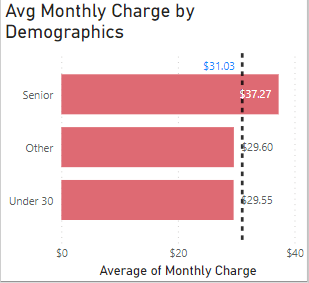 Avg Monthly Charge by
Demographics
$31.03
Senior
$37.27
Other
$29.60
Under 30
$29.55
$0
$20
$40
Average of Monthly Charge